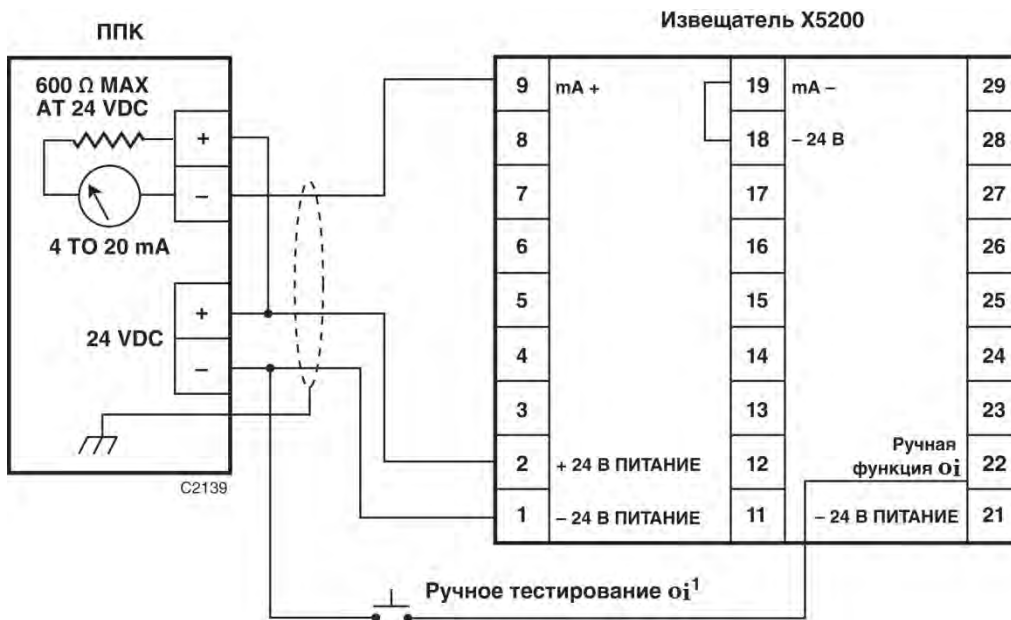 Извещатель X5200
ППК
600 Ω MAX
AT 24 VDC
+
−
4 TO 20 mA
24 VDC
+
−
C2139
9 mA + 19 mA − 29
8 18 − 24 В 28
7 17 27
6 16 26
5 15 25
4 14 24
3 13 23
2 + 24 В ПИТАНИЕ 12 Ручная функция oi 22
1 − 24 В ПИТАНИЕ 11 − 24 В ПИТАНИЕ 21
Ручное тестирование oi¹